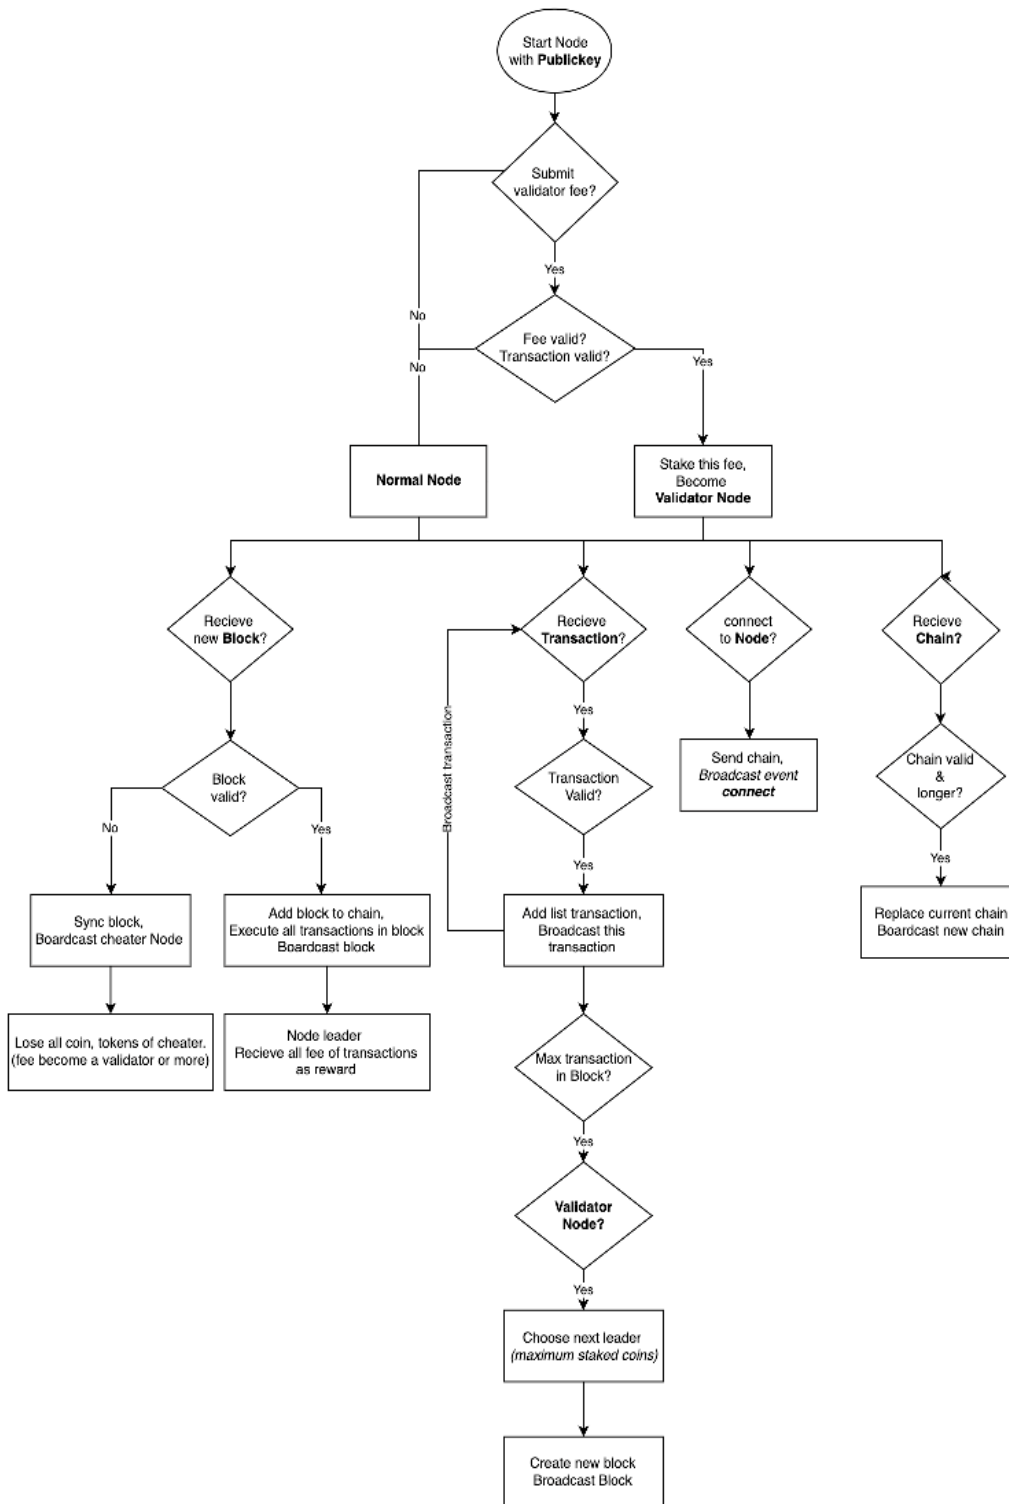 Start Node
with Publickey
Submit
validator fee?
Yes
No
Fee valid?
Transaction valid?
No
Yes
Normal Node
Stake this fee,
Become
Validator Node
Recieve
new Block?
Recieve
Transaction?
connect
to Node?
Recieve
Chain?
Yes
Broadcast transaction
Block
valid?
Transaction
Valid?
Send chain,
Broadcast event
connect
Chain valid
&
longer?
No
Yes
Yes
Yes
Sync block,
Boardcast cheater Node
Add block to chain,
Execute all transactions in block
Boardcast block
Add list transaction,
Broadcast this
transaction
Replace current chain
Boardcast new chain
Lose all coin, tokens of cheater.
(fee become a validator or more)
Node leader
Recieve all fee of transactions
as reward
Max transaction
in Block?
Yes
Validator
Node?
Yes
Choose next leader
(maximum staked coins)
Create new block
Broadcast Block